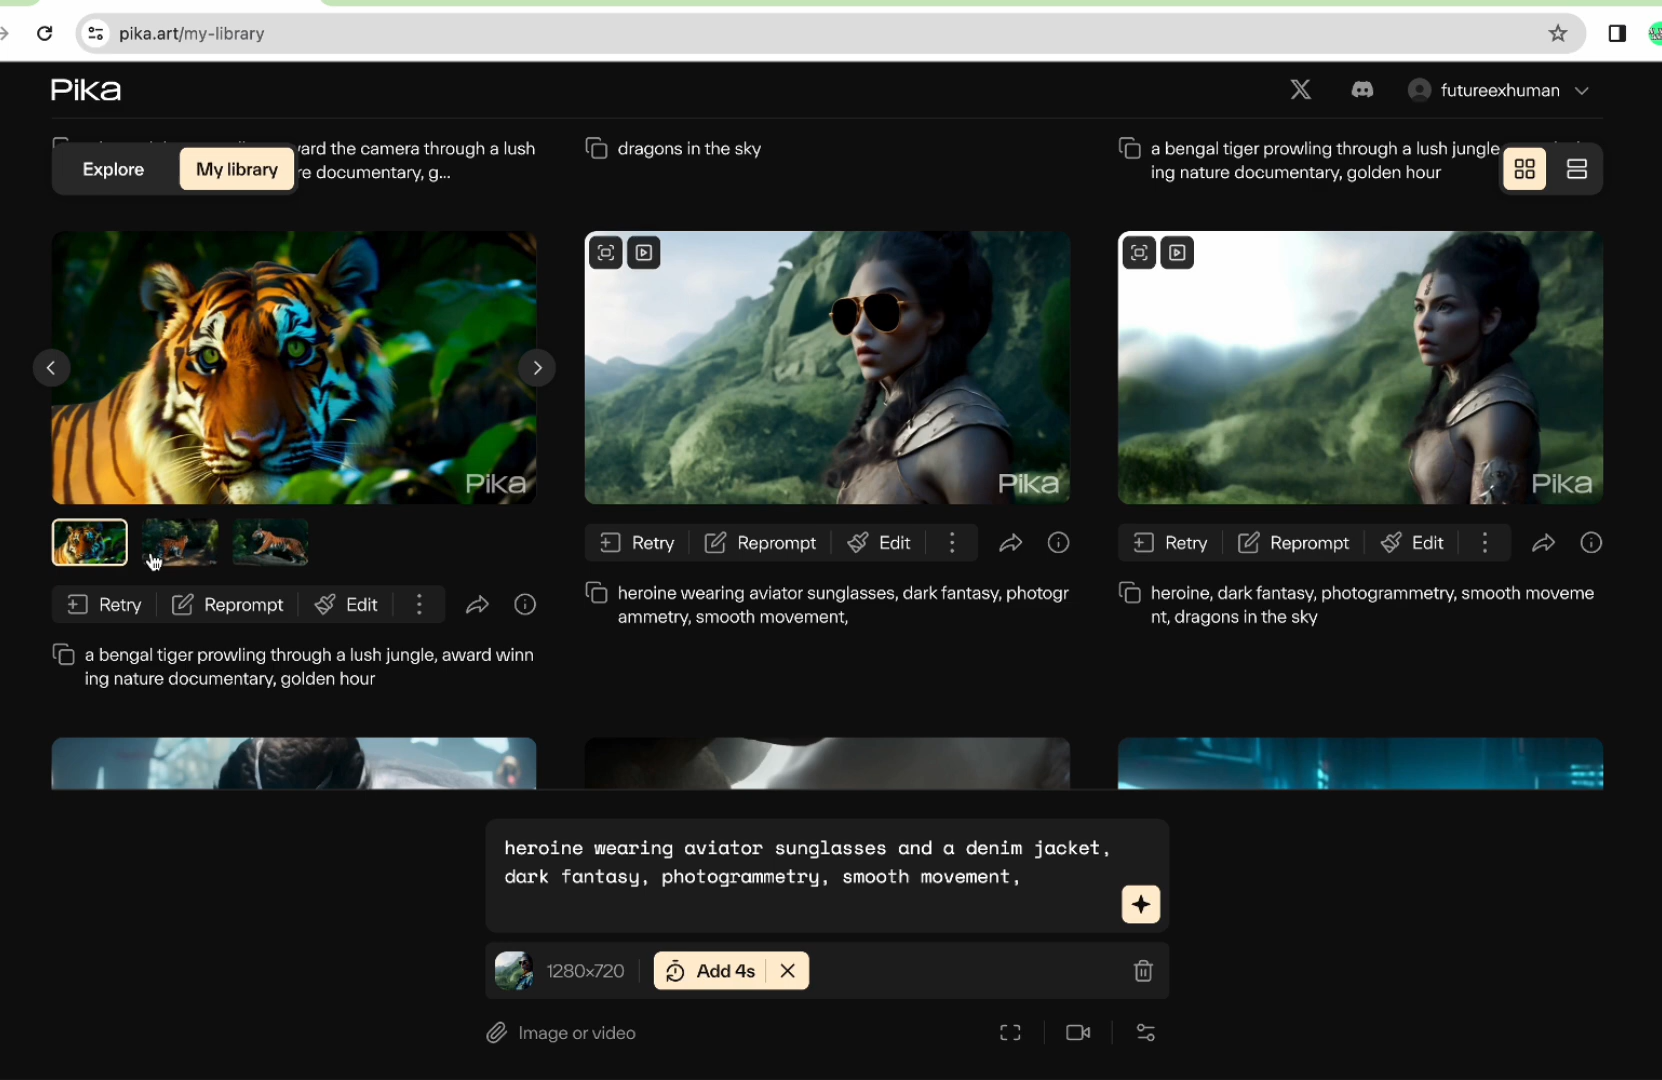 pika.art/my-library
Pika
futureexhuman
ard the camera through a lush
re documentary, g...
Explore
My library
dragons in the sky
a bengal tiger prowling through a lush jungle
ing nature documentary, golden hour
Pika
Pika
Pika
Retry
Reprompt
Edit
a bengal tiger prowling through a lush jungle, award winn
ing nature documentary, golden hour
Retry
Reprompt
Edit
heroine wearing aviator sunglasses, dark fantasy, photogr
ammetry, smooth movement,
Retry
Reprompt
Edit
heroine, dark fantasy, photogrammetry, smooth moveme
nt, dragons in the sky
heroine wearing aviator sunglasses and a denim jacket,
dark fantasy, photogrammetry, smooth movement,
1280×720
Add 4s
Image or video